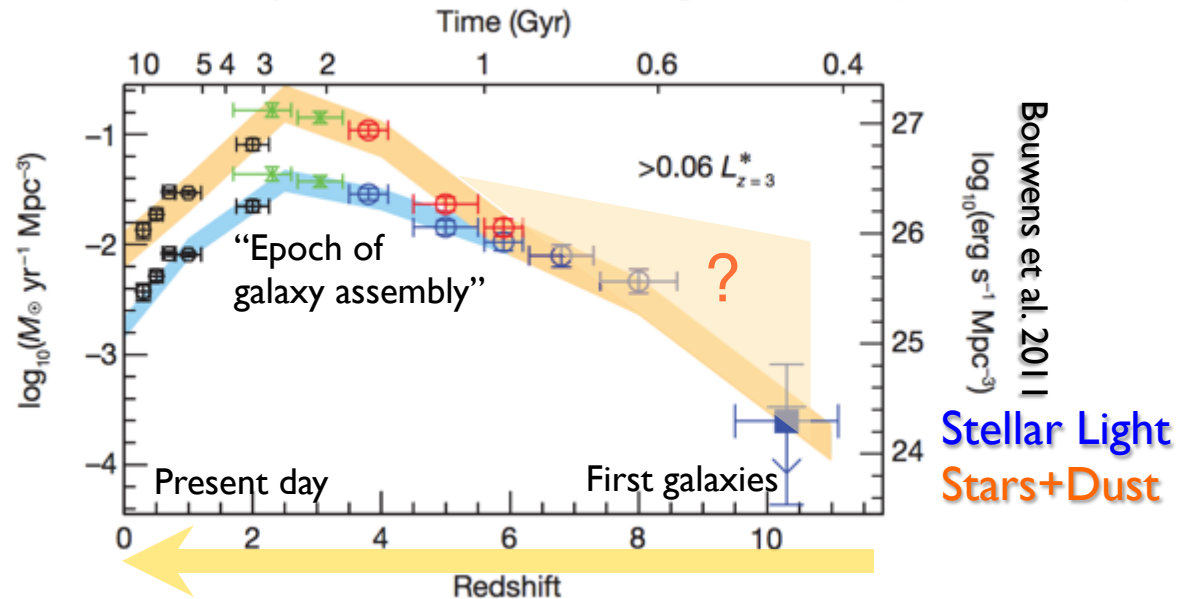 Time (Gyr)
10 5 4 3 2 1 0.6 0.4
log₁₀(M⊙ yr⁻¹ Mpc⁻³)
−1
−2
−3
−4
>0.06 L*z = 3
"Epoch of
galaxy assembly"
?
Present day
First galaxies
27
26
25
24
log₁₀(erg s⁻¹ Mpc⁻³)
Bouwens et al. 2011
Stellar Light
Stars+Dust
0 2 4 6 8 10
Redshift